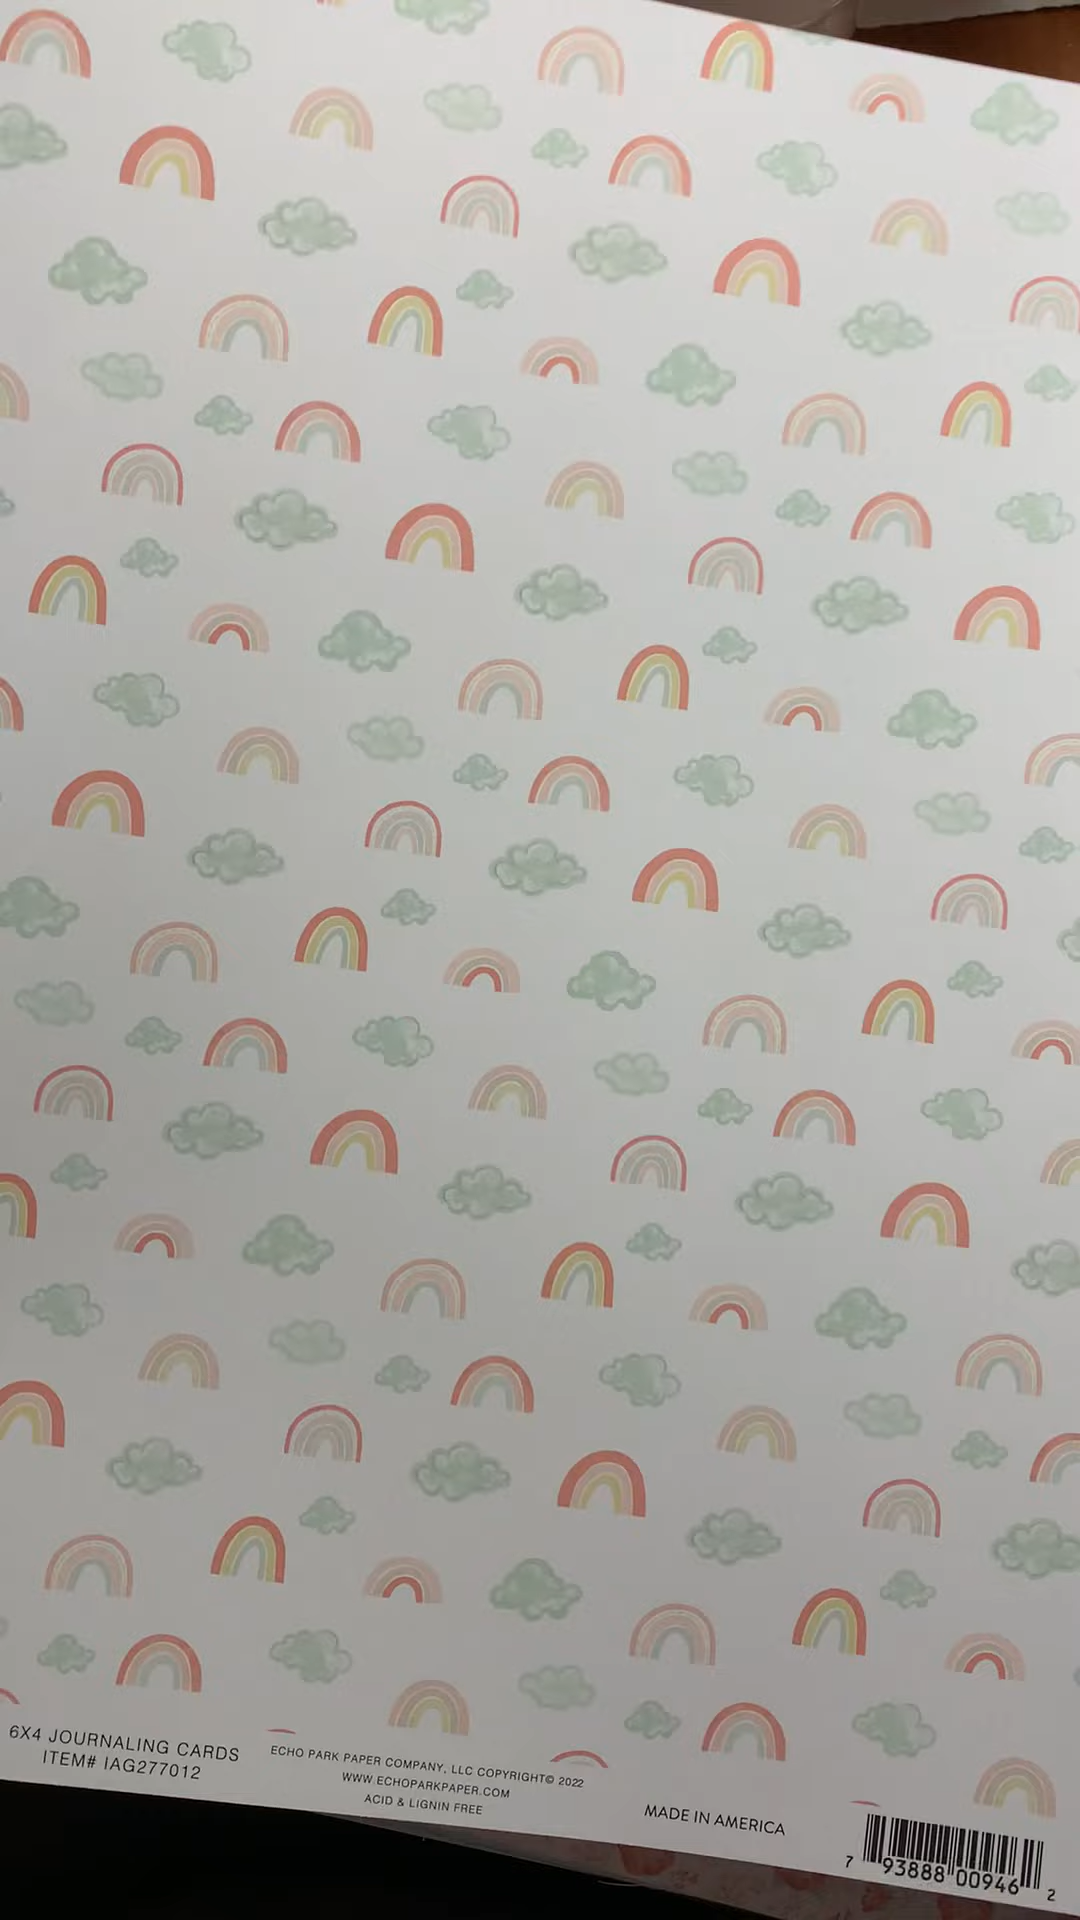 6X4 JOURNALING CARDS
ITEM# IAG277012
ECHO PARK PAPER COMPANY, LLC COPYRIGHT© 2022
WWW.ECHOPARKPAPER.COM
ACID & LIGNIN FREE
MADE IN AMERICA
7 93888 00946 2